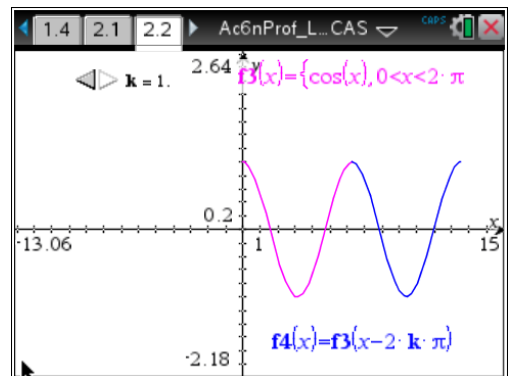 1.4 2.1 2.2 Ac6nProf_L...CAS CAPS
k = 1.
2.64 y
f3(x)={cos(x), 0<x<2· π
0.2
x
-13.06 1 15
f4(x)=f3(x-2· k· π)
-2.18